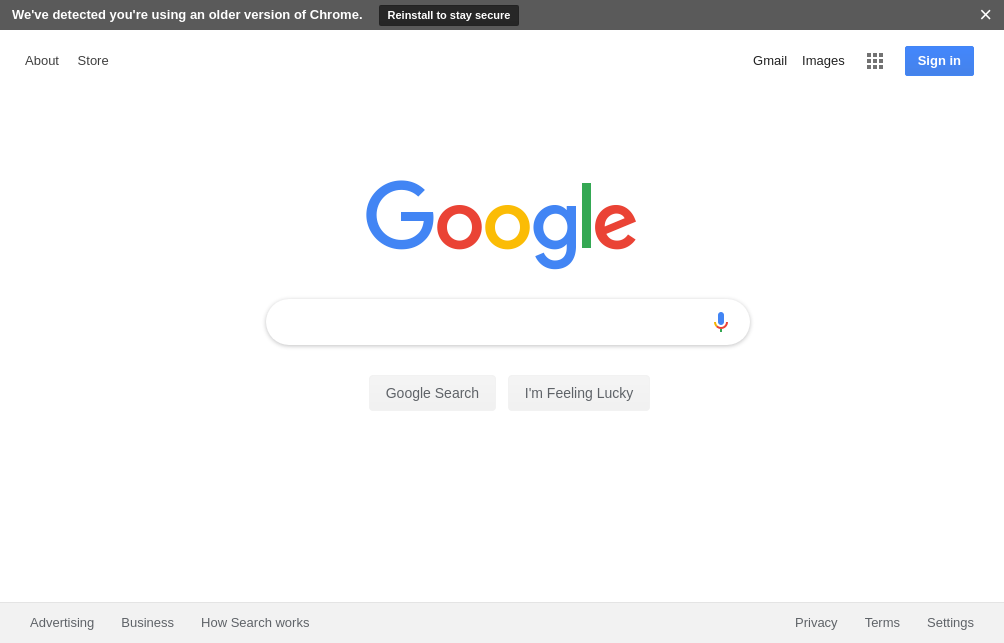 We've detected you're using an older version of Chrome. Reinstall to stay secure
About Store Gmail Images Sign in
Google
Google Search I'm Feeling Lucky
Advertising Business How Search works Privacy Terms Settings